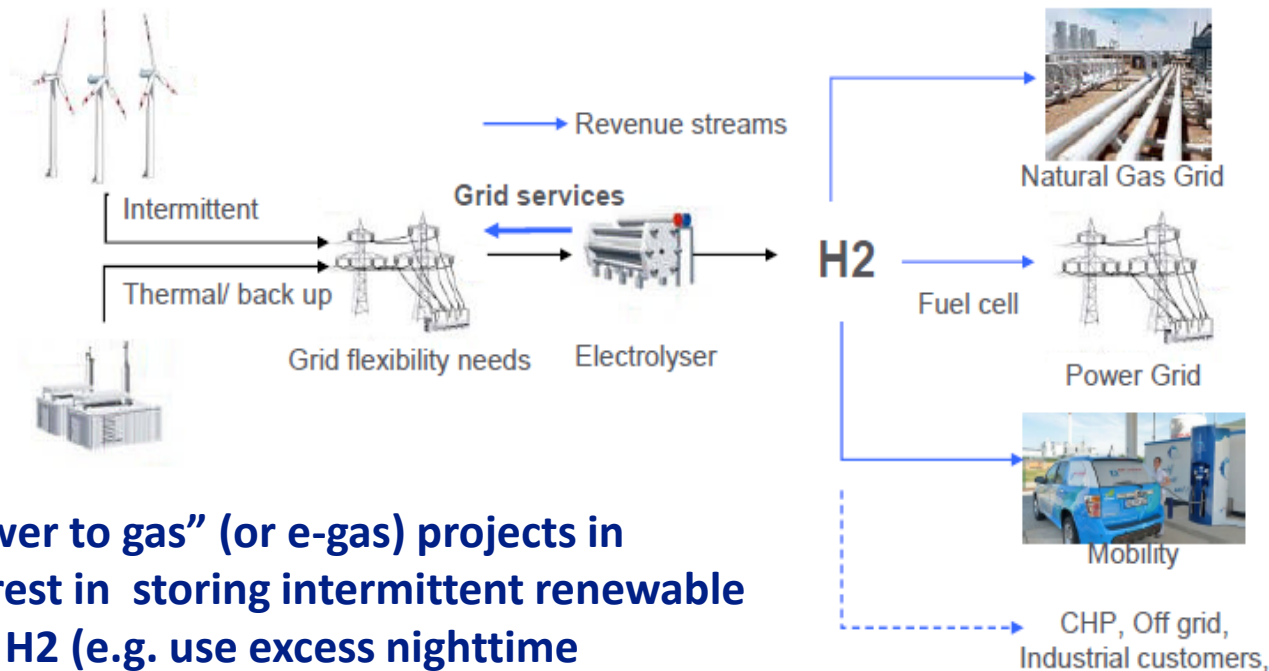 Revenue streams
Natural Gas Grid
Intermittent
Grid services
H2
Thermal/ back up
Fuel cell
Grid flexibility needs
Electrolyser
Power Grid
Mobility
wer to gas” (or e-gas) projects in
rest in storing intermittent renewable
H2 (e.g. use excess nighttime
CHP, Off grid,
Industrial customers,